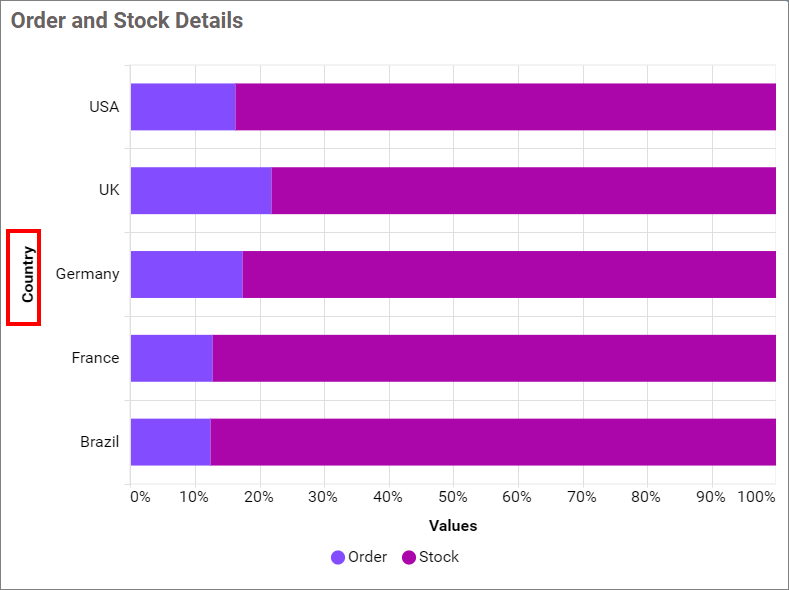 Order and Stock Details
USA
UK
Germany
France
Brazil
Country
0% 10% 20% 30% 40% 50% 60% 70% 80% 90% 100%
Values
Order Stock